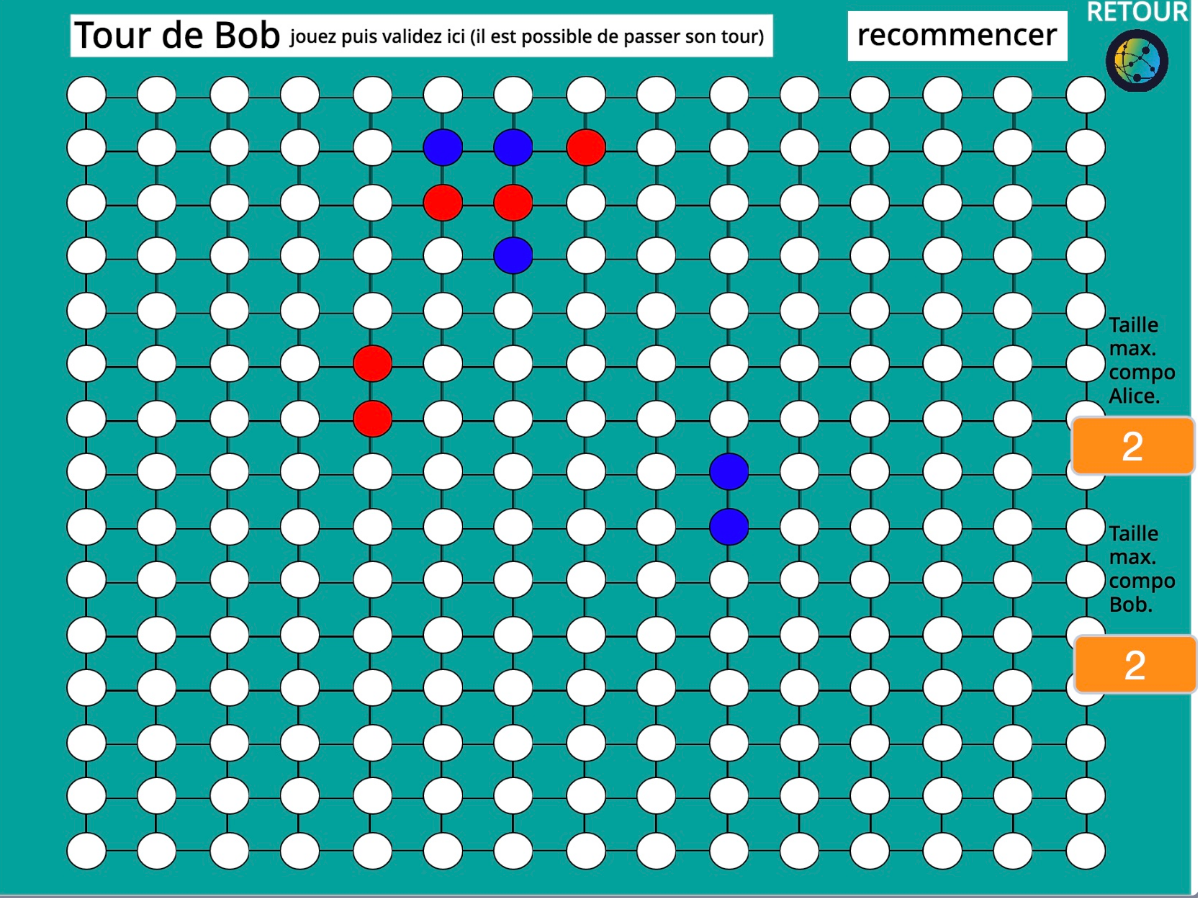 RETOUR
Tour de Bob jouez puis validez ici (il est possible de passer son tour)
recommencer
Taille
max.
compo
Alice.
2
Taille
max.
compo
Bob.
2